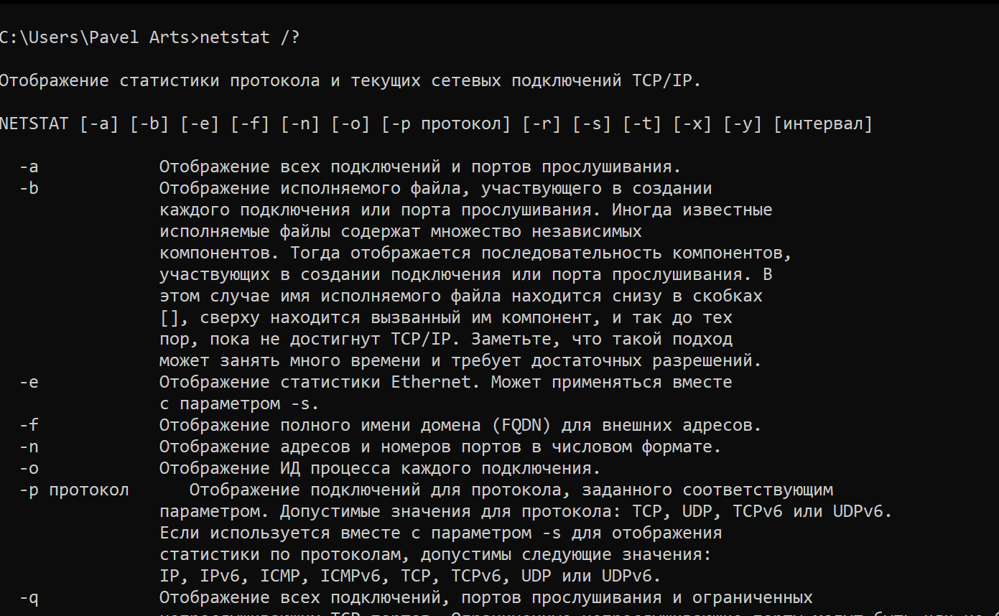 C:\Users\Pavel Arts>netstat /?
Отображение статистики протокола и текущих сетевых подключений TCP/IP.
NETSTAT [-a] [-b] [-e] [-f] [-n] [-o] [-p протокол] [-r] [-s] [-t] [-x] [-y] [интервал]
-a Отображение всех подключений и портов прослушивания.
-b Отображение исполняемого файла, участвующего в создании
каждого подключения или порта прослушивания. Иногда известные
исполняемые файлы содержат множество независимых
компонентов. Тогда отображается последовательность компонентов,
участвующих в создании подключения или порта прослушивания. В
этом случае имя исполняемого файла находится снизу в скобках
[], сверху находится вызванный им компонент, и так до тех
пор, пока не достигнут TCP/IP. Заметьте, что такой подход
может занять много времени и требует достаточных разрешений.
-e Отображение статистики Ethernet. Может применяться вместе
с параметром -s.
-f Отображение полного имени домена (FQDN) для внешних адресов.
-n Отображение адресов и номеров портов в числовом формате.
-o Отображение ИД процесса каждого подключения.
-p протокол Отображение подключений для протокола, заданного соответствующим
параметром. Допустимые значения для протокола: TCP, UDP, TCPv6 или UDPv6.
Если используется вместе с параметром -s для отображения
статистики по протоколам, допустимы следующие значения:
IP, IPv6, ICMP, ICMPv6, TCP, TCPv6, UDP или UDPv6.
-q Отображение всех подключений, портов прослушивания и ограниченных